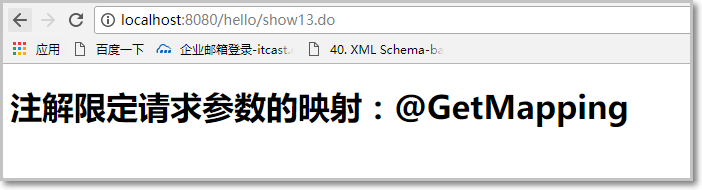 localhost:8080/hello/show13.do
应用 百度一下 企业邮箱登录-itcast. 40. XML Schema-ba
注解限定请求参数的映射：@GetMapping